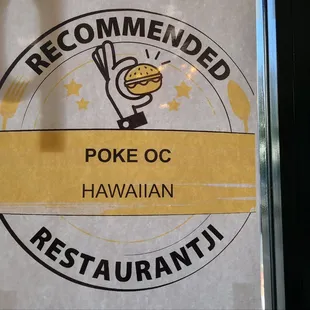 RECOMMENDED
POKE OC
HAWAIIAN
RESTAURANTJI